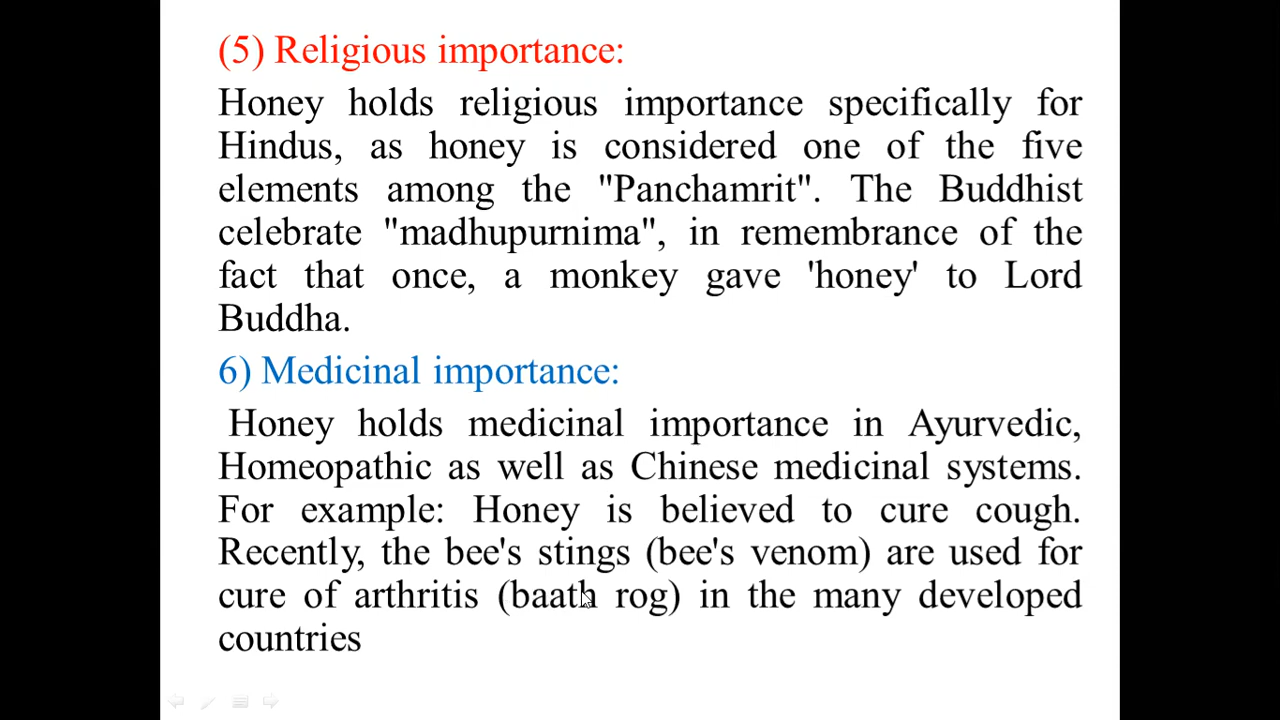 (5) Religious importance:
Honey holds religious importance specifically for
Hindus, as honey is considered one of the five
elements among the "Panchamrit". The Buddhist
celebrate "madhupurnima", in remembrance of the
fact that once, a monkey gave 'honey' to Lord
Buddha.
6) Medicinal importance:
Honey holds medicinal importance in Ayurvedic,
Homeopathic as well as Chinese medicinal systems.
For example: Honey is believed to cure cough.
Recently, the bee's stings (bee's venom) are used for
cure of arthritis (baath rog) in the many developed
countries